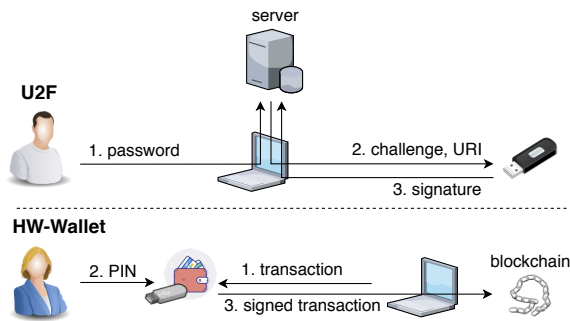 server
U2F
1. password
2. challenge, URI
3. signature
HW-Wallet
blockchain
2. PIN
1. transaction
3. signed transaction